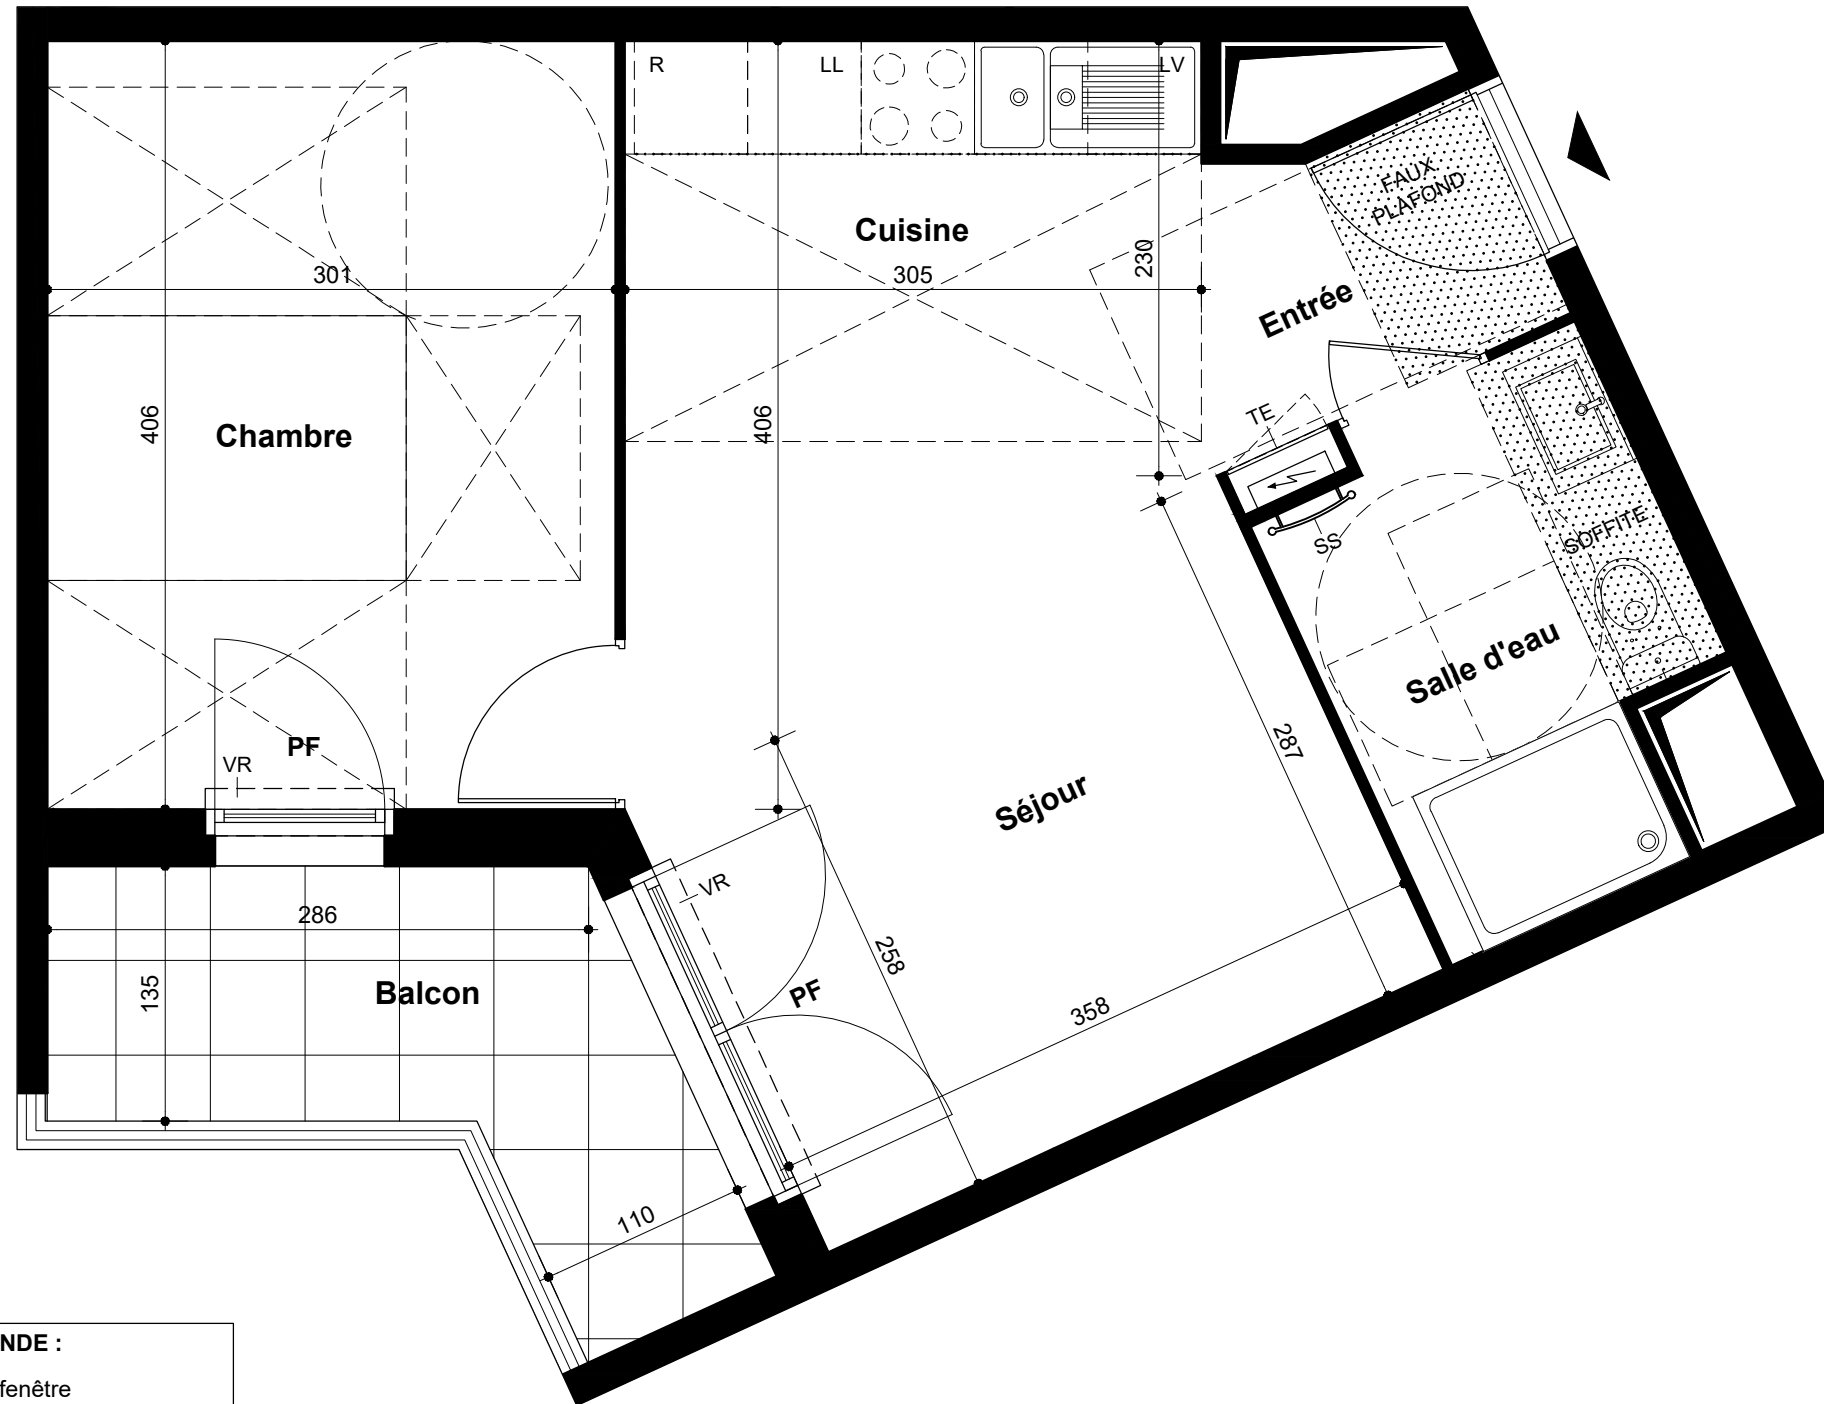 R
LL
LV
FAUX
PLAFOND
Cuisine
230
301
305
Entrée
406
Chambre
406
TE
SS
SOFFITE
Salle d'eau
287
PF
VR
Séjour
VR
286
258
Balcon
135
PF
358
110
NDE :
fenêtre